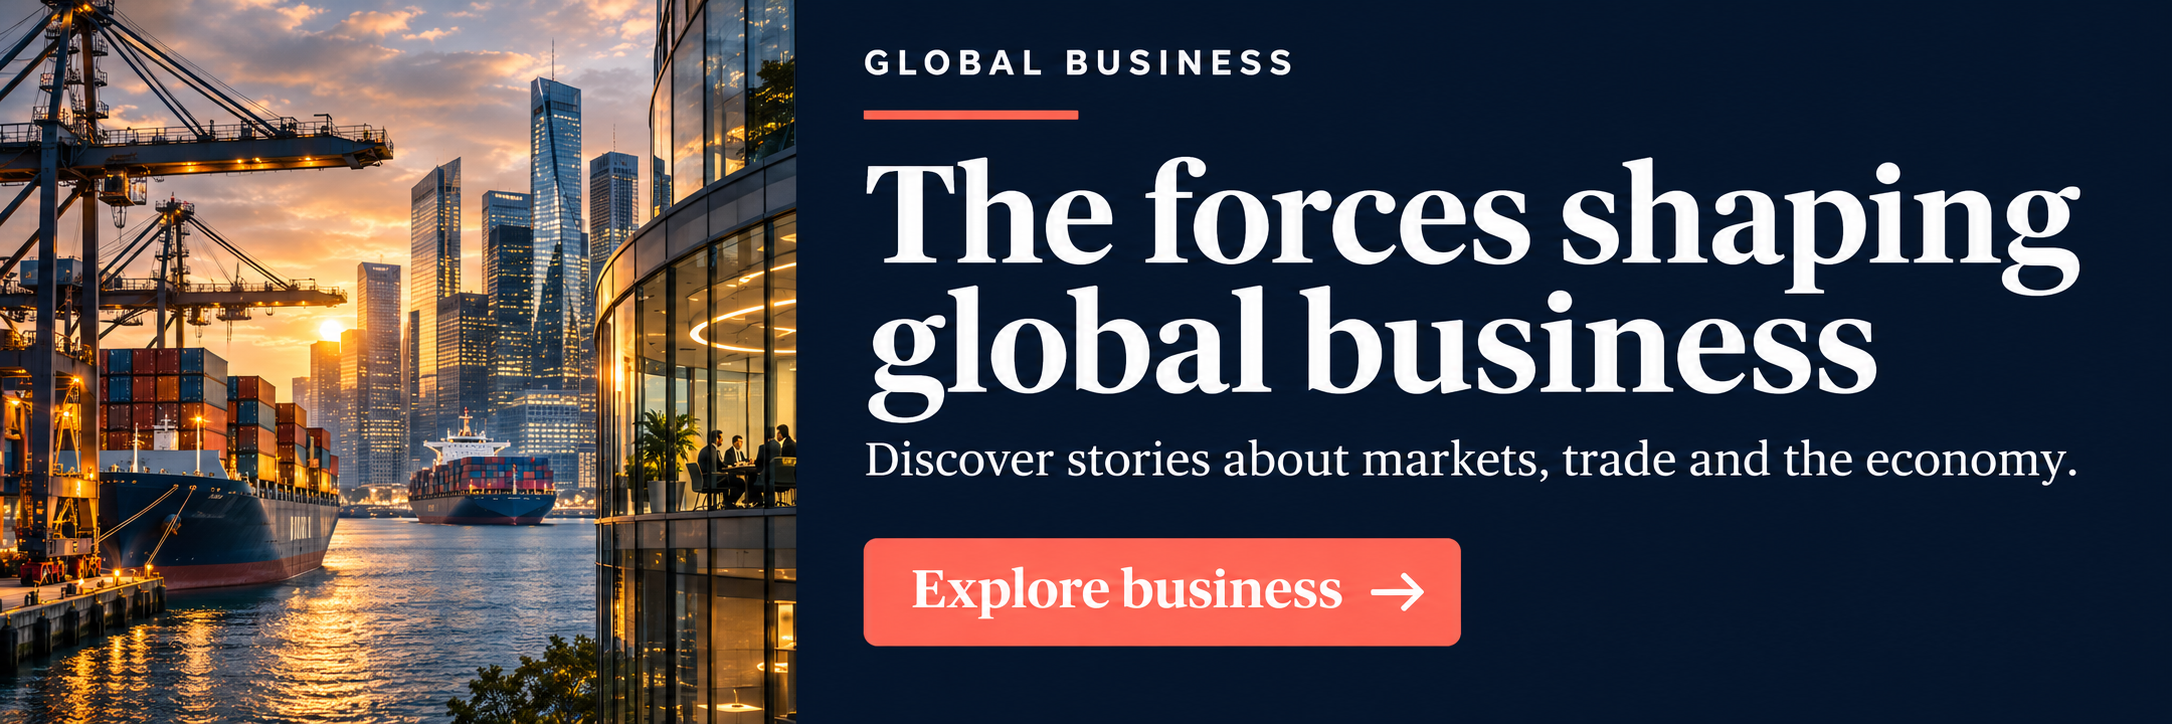 GLOBAL BUSINESS
The forces shaping
global business
Discover stories about markets, trade and the economy.
Explore business →